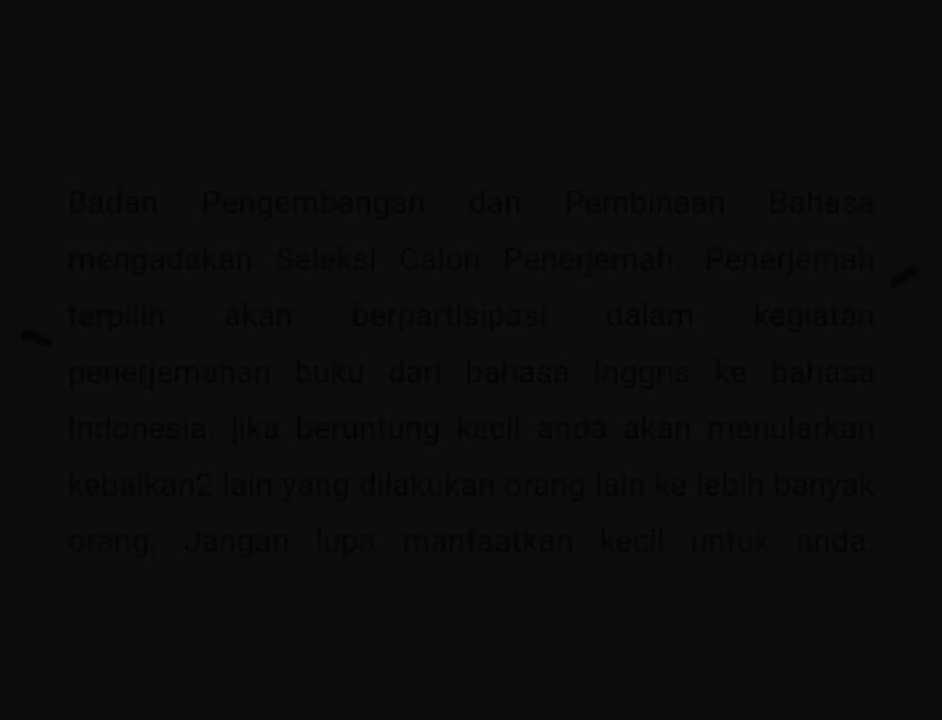 Badan Pengembangan dan Pembinaan Bahasa
mengadakan Seleksi Calon Penerjemah. Penerjemah
terpilih akan berpartisipasi dalam kegiatan
penerjemahan buku dari bahasa Inggris ke bahasa
Indonesia. jika beruntung kecil anda akan menularkan
kebaikan2 lain yang dilakukan orang lain ke lebih banyak
orang. Jangan lupa manfaatkan kecil untuk anda.